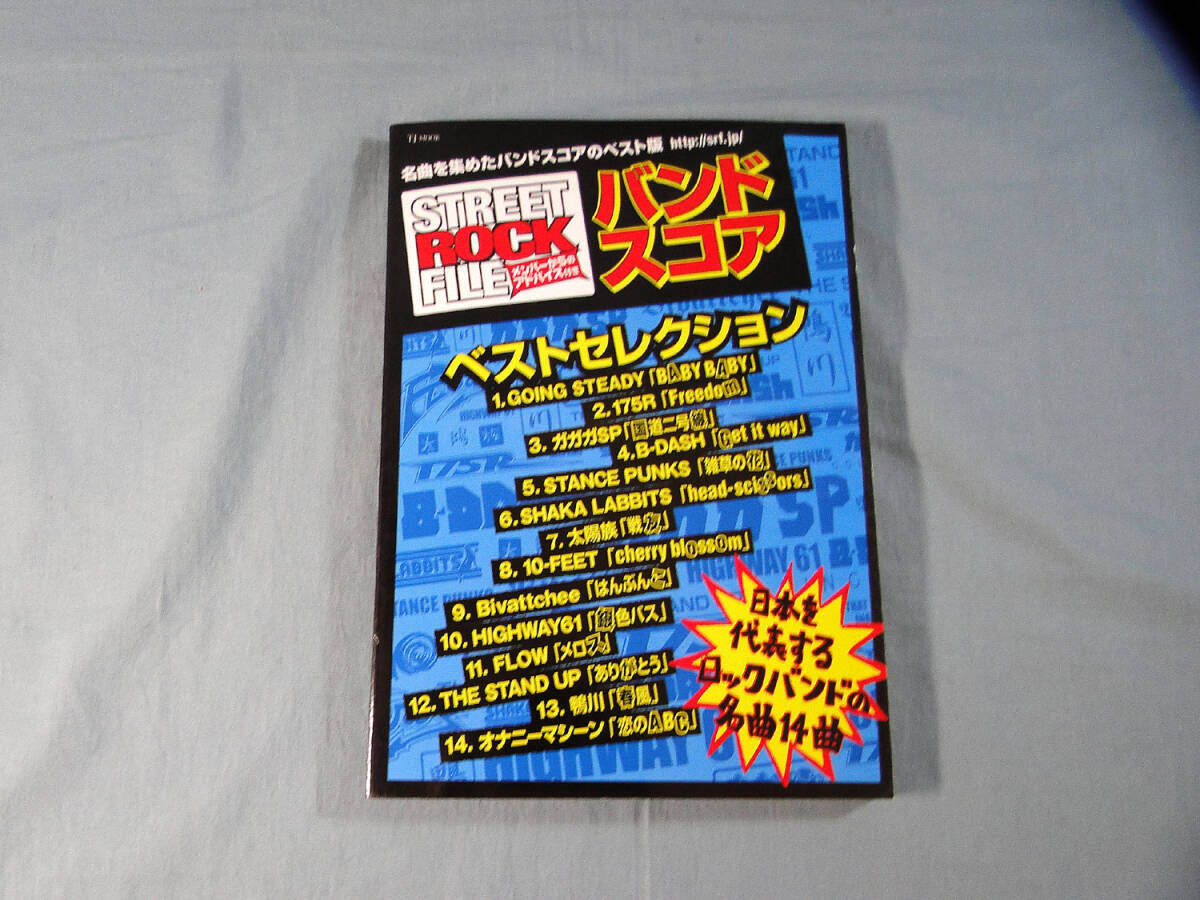 TJ MOOK
名曲を集めたバンドスコアのベスト版 http://srf.jp/
STREET
ROCK
FILE
メンバーからの
アドバイス付き
バンド
スコア
ベストセレクション
1.GOING STEADY「BABY BABY」
2.175R「Freedom」
3.ガガガSP「国道二号線」
4.B-DASH「Get it way」
5.STANCE PUNKS「雑草の花」
6.SHAKA LABBITS「head-scissors」
7.太陽族「戦友」
8.10-FEET「cherry blossom」
9.Bivattchee「はんぶんこ」
10.HIGHWAY61「銀色バス」
11.FLOW「メロス」
12.THE STAND UP「ありがとう」
13.鴨川「春風」
14.オナニーマシーン「恋のABC」
日本を
代表する
ロックバンドの
名曲14曲